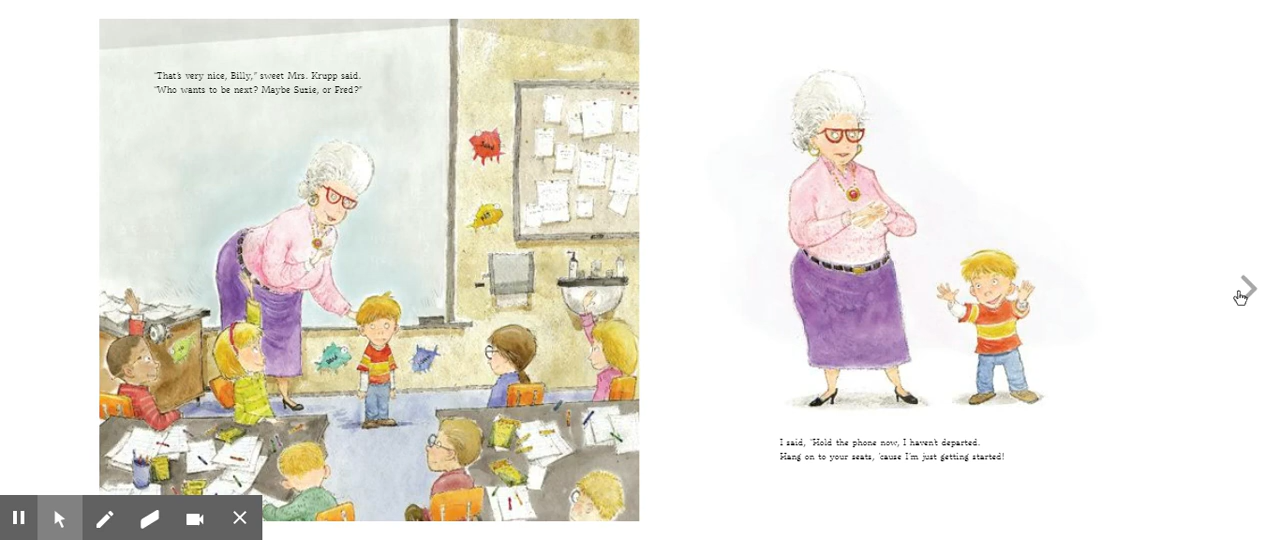 "That's very nice, Billy," sweet Mrs. Krupp said.
"Who wants to be next? Maybe Suzie, or Fred?"
I said, "Hold the phone now, I haven't departed.
Hang on to your seats, 'cause I'm just getting started!